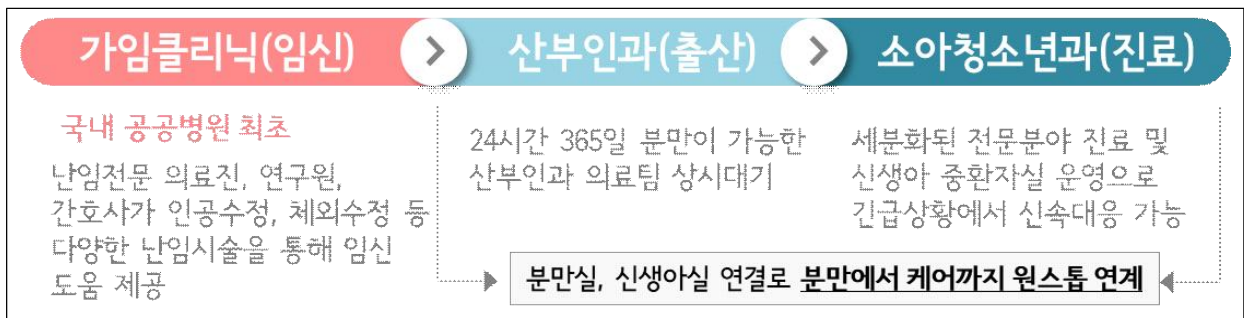 가임클리닉(임신)
산부인과(출산)
소아청소년과(진료)
국내 공공병원 최초
난임전문 의료진, 연구원,
간호사가 인공수정, 체외수정 등
다양한 난임시술을 통해 임신
도움 제공
24시간 365일 분만이 가능한
산부인과 의료팀 상시대기
세분화된 전문분야 진료 및
신생아 중환자실 운영으로
긴급상황에서 신속대응 가능
분만실, 신생아실 연결로 분만에서 케어까지 원스톱 연계